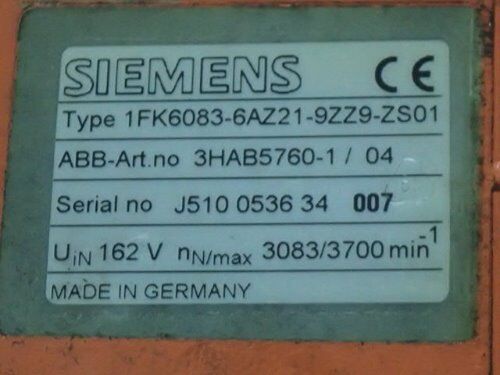 SIEMENS CE
Type 1FK6083-6AZ21-9ZZ9-ZS01
ABB-Art.no 3HAB5760-1 / 04
Serial no J510 0536 34 007
UiN 162 V nN/max 3083/3700 min-1
MADE IN GERMANY